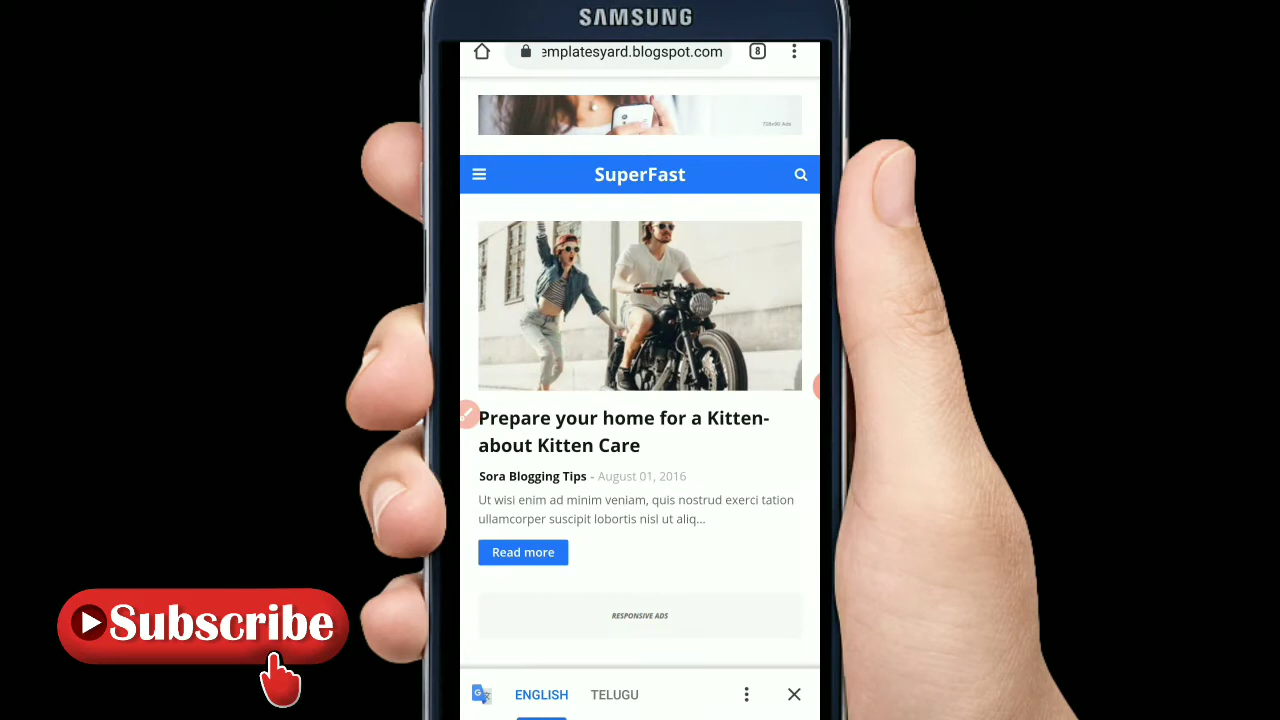 SAMSUNG
emplatesyard.blogspot.com
8
728x90 Ads
SuperFast
Prepare your home for a Kitten-
about Kitten Care
Sora Blogging Tips - August 01, 2016
Ut wisi enim ad minim veniam, quis nostrud exerci tation
ullamcorper suscipit lobortis nisl ut aliq...
Read more
RESPONSIVE ADS
Subscribe
G
ENGLISH TELUGU